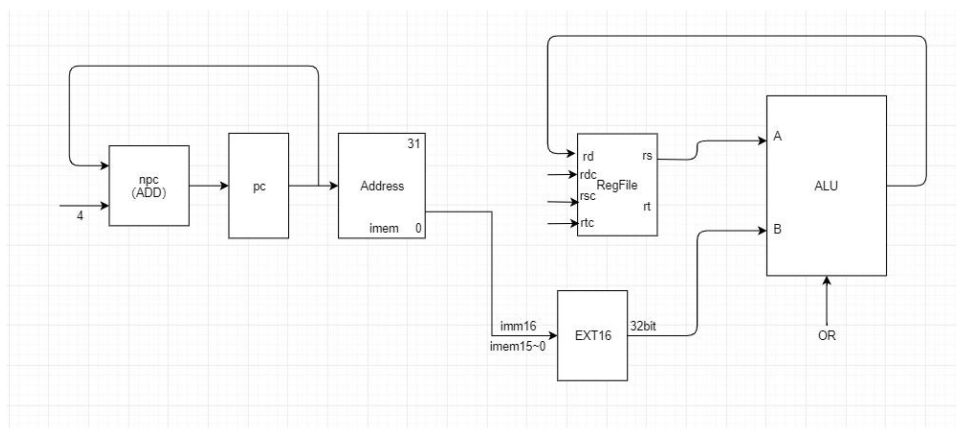 npc
(ADD)
4
pc
31
Address
imem 0
rd rs
rdc
RegFile
rsc
rt
rtc
A
ALU
B
OR
imm16
imem15~0
EXT16
32bit